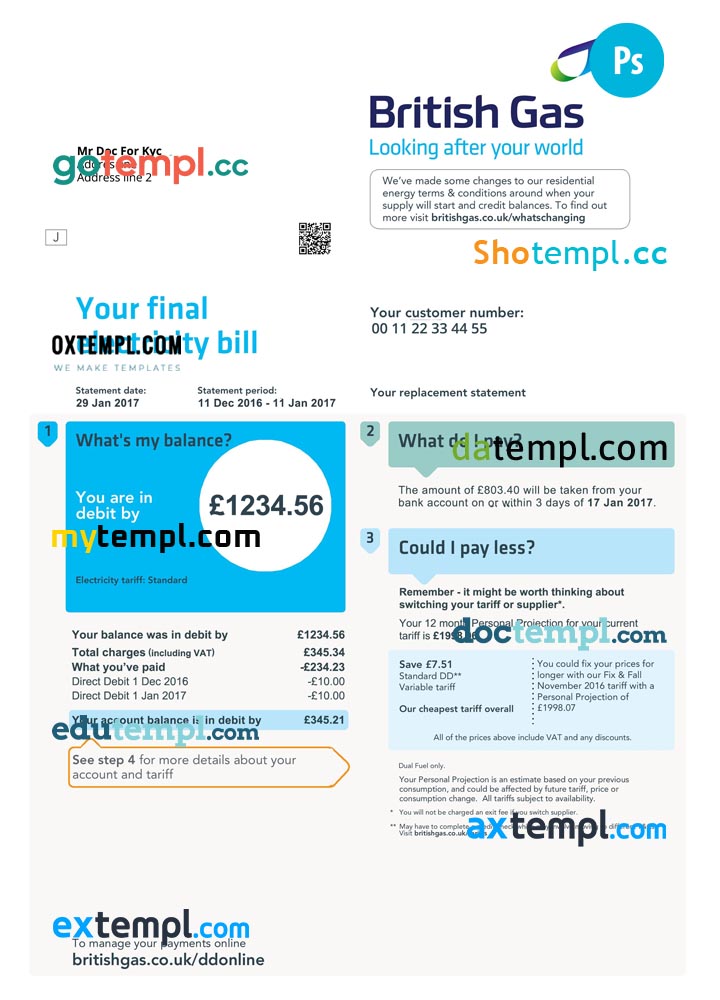 Ps
British Gas
Looking after your world
Mr Doc For Kyc
gotempl.cc
Address line 2
We've made some changes to our residential
energy terms & conditions around when your
supply will start and credit balances. To find out
more visit britishgas.co.uk/whatschanging
J
Shotempl.cc
Your final
electricity bill
OXTEMPL.COM
WE MAKE TEMPLATES
Your customer number:
00 11 22 33 44 55
Statement date:
29 Jan 2017
Statement period:
11 Dec 2016 - 11 Jan 2017
Your replacement statement
1
What's my balance?
You are in
debit by
£1234.56
mytempl.com
Electricity tariff: Standard
Your balance was in debit by £1234.56
Total charges (including VAT) £345.34
What you've paid -£234.23
Direct Debit 1 Dec 2016 -£10.00
Direct Debit 1 Jan 2017 -£10.00
Your account balance is in debit by £345.21
edutempl.com
See step 4 for more details about your
account and tariff
2
What do I pay?
datempl.com
The amount of £803.40 will be taken from your
bank account on or within 3 days of 17 Jan 2017.
3
Could I pay less?
Remember - it might be worth thinking about
switching your tariff or supplier*.
Your 12 month Personal Projection for your current
tariff is
doctempl.com
Save £7.51
Standard DD**
Variable tariff
Our cheapest tariff overall
You could fix your prices for
longer with our Fix & Fall
November 2016 tariff with a
Personal Projection of
£1998.07
All of the prices above include VAT and any discounts.
Dual Fuel only.
Your Personal Projection is an estimate based on your previous
consumption, and could be affected by future tariff, price or
consumption change. All tariffs subject to availability.
* You will not be charged an exit fee if you switch supplier.
** May have to complete
Visit britishgas.co.uk
axtempl.com
extempl.com
To manage your payments online
britishgas.co.uk/ddonline